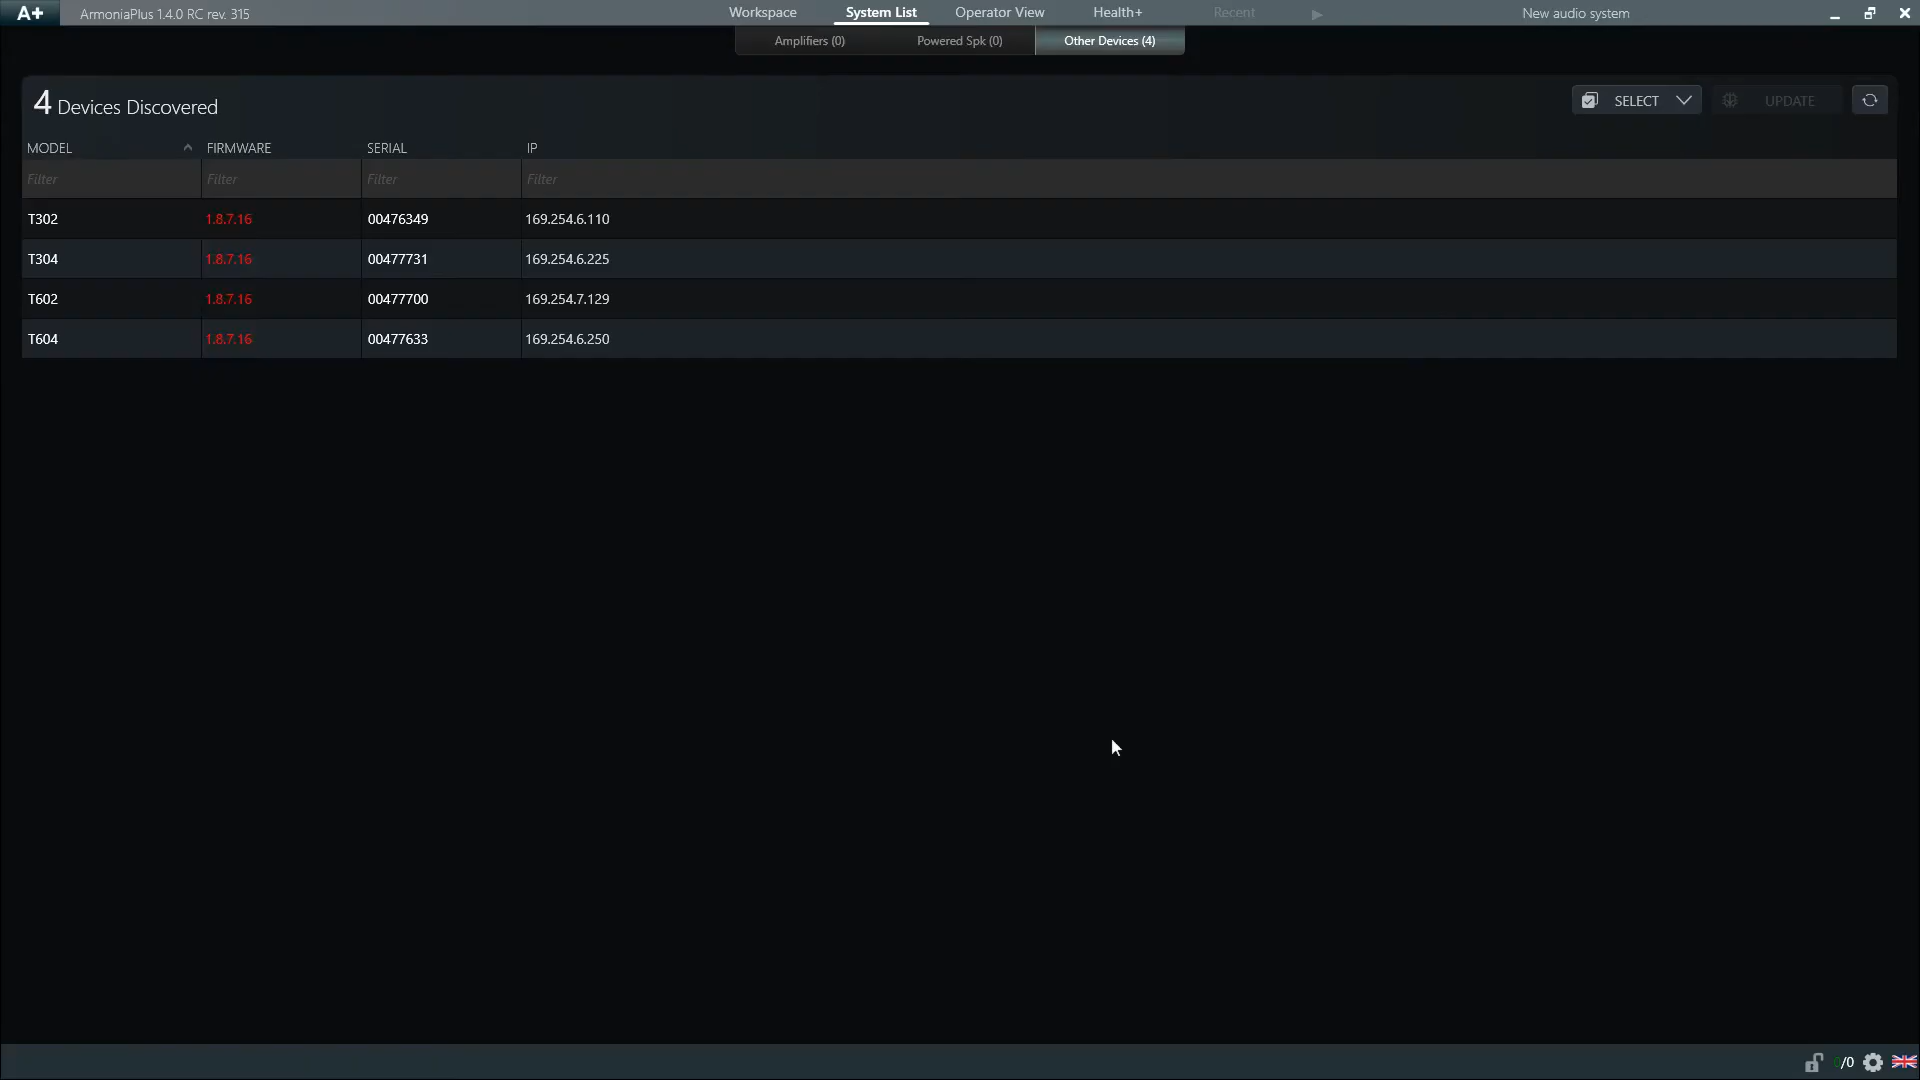 A+ ArmoniaPlus 1.4.0 RC rev. 315 Workspace System List Operator View Health+ Recent New audio system
Amplifiers (0) Powered Spk (0) Other Devices (4)
4 Devices Discovered SELECT UPDATE
MODEL FIRMWARE SERIAL IP
Filter Filter Filter Filter
T302 1.8.7.16 00476349 169.254.6.110
T304 1.8.7.16 00477731 169.254.6.225
T602 1.8.7.16 00477700 169.254.7.129
T604 1.8.7.16 00477633 169.254.6.250
0/0